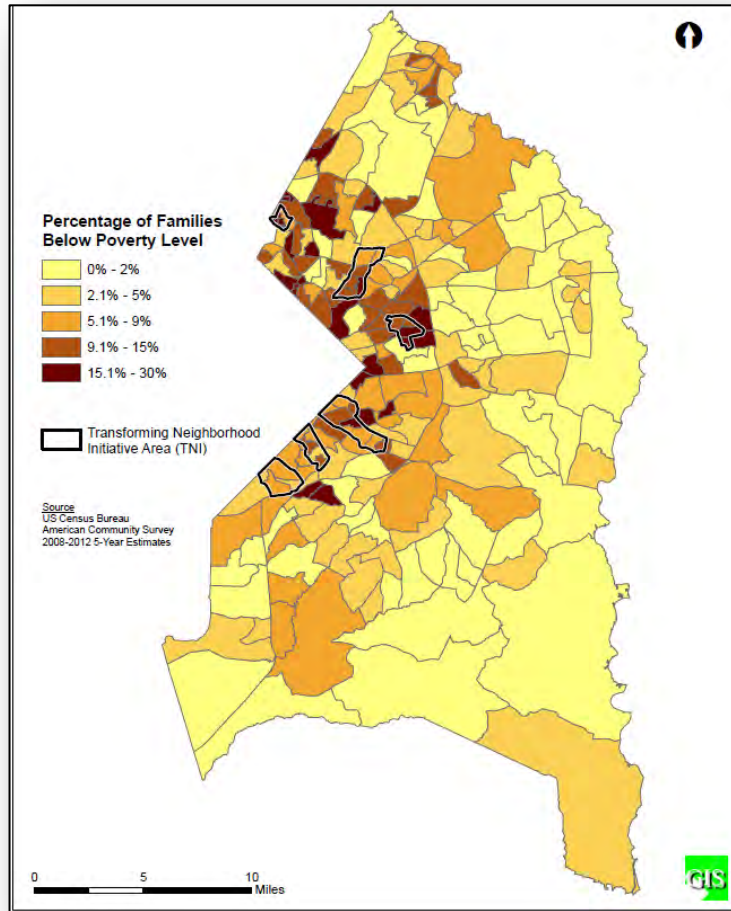 Percentage of Families
Below Poverty Level
0% - 2%
2.1% - 5%
5.1% - 9%
9.1% - 15%
15.1% - 30%
Transforming Neighborhood
Initiative Area (TNI)
Source
US Census Bureau
American Community Survey
2008-2012 5-Year Estimates
0 5 10
Miles
GIS